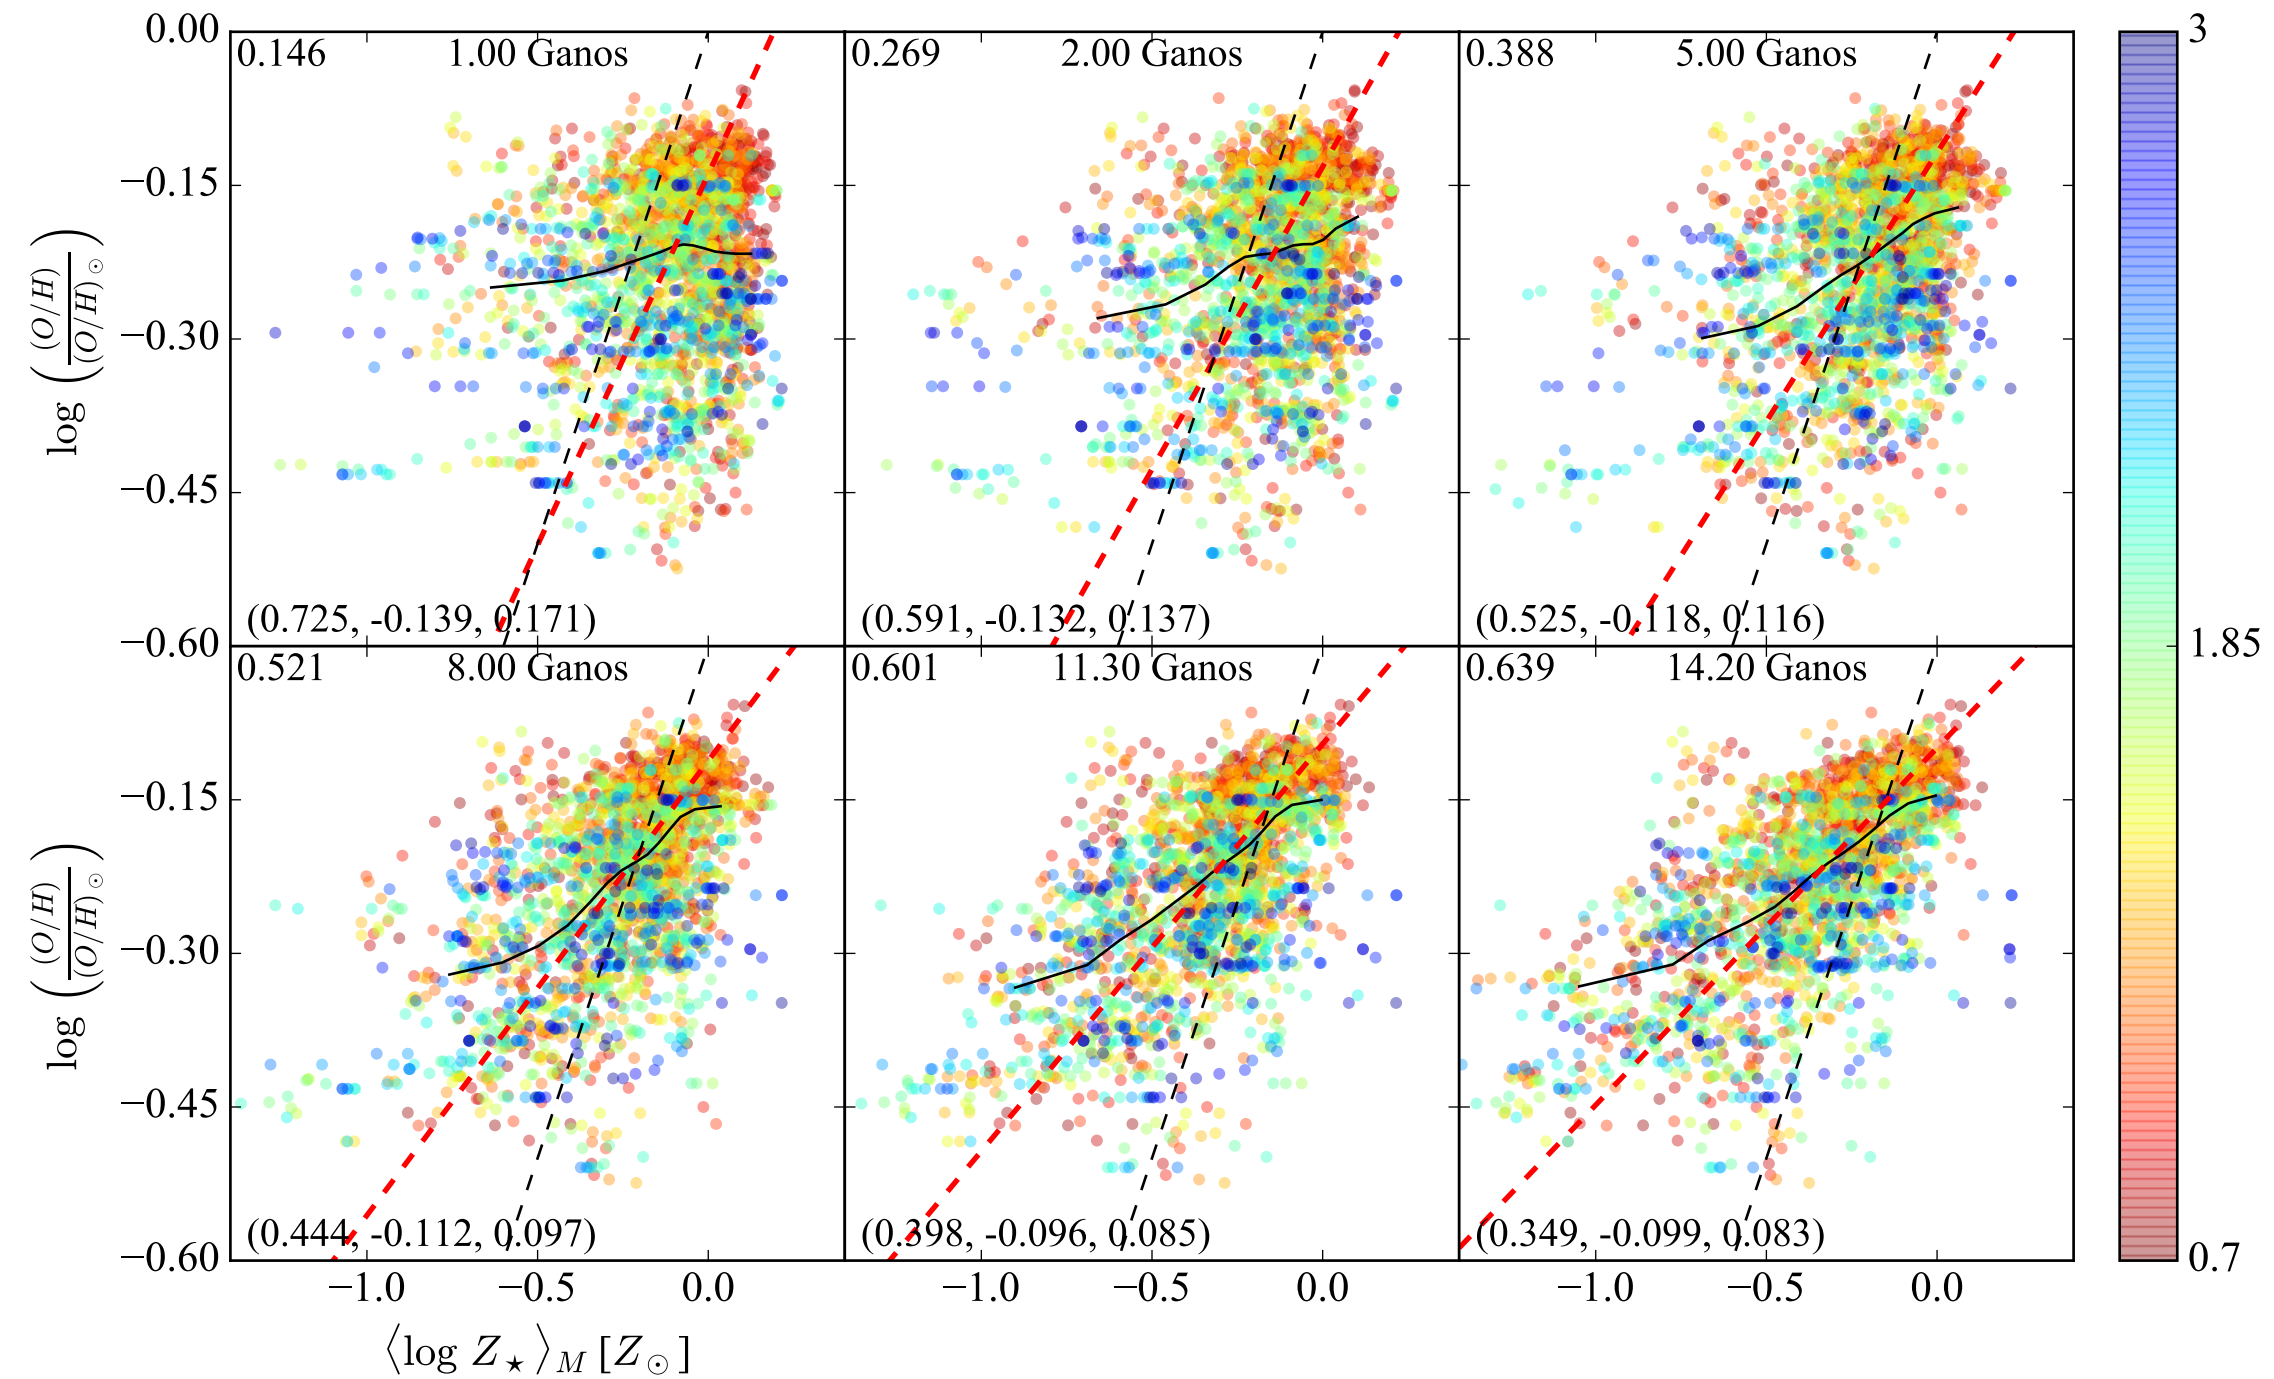 0.00
−0.15
−0.30
−0.45
−0.60
log ( (O/H) / (O/H)⊙ )
0.146 1.00 Ganos
(0.725, -0.139, 0.171)
0.269 2.00 Ganos
(0.591, -0.132, 0.137)
0.388 5.00 Ganos
(0.525, -0.118, 0.116)
−0.15
−0.30
−0.45
−0.60
log ( (O/H) / (O/H)⊙ )
0.521 8.00 Ganos
(0.444, -0.112, 0.097)
0.601 11.30 Ganos
(0.398, -0.096, 0.085)
0.639 14.20 Ganos
(0.349, -0.099, 0.083)
−1.0 −0.5 0.0
−1.0 −0.5 0.0
−1.0 −0.5 0.0
⟨log Z⋆⟩M [Z⊙]
3
1.85
0.7